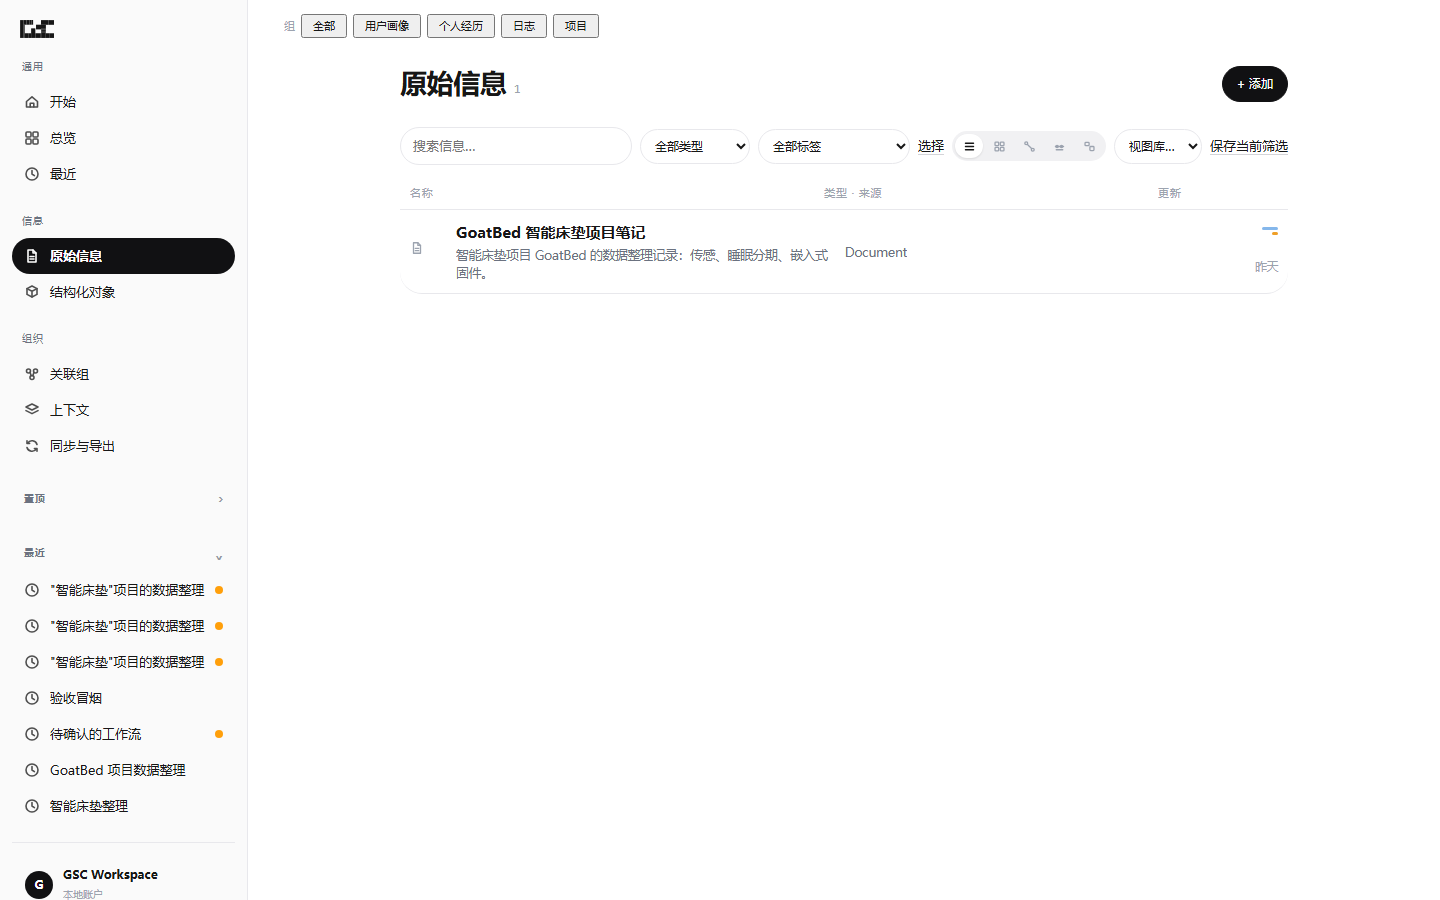 GSC
通用
开始
总览
最近
信息
原始信息
结构化对象
组织
关联组
上下文
同步与导出
置顶
最近
"智能床垫"项目的数据整理
"智能床垫"项目的数据整理
"智能床垫"项目的数据整理
验收冒烟
待确认的工作流
GoatBed 项目数据整理
智能床垫整理
G
GSC Workspace
本地账户
组 全部 用户画像 个人经历 日志 项目
原始信息 1
+ 添加
搜索信息... 全部类型 全部标签 选择 视图库... 保存当前筛选
名称 类型 · 来源 更新
GoatBed 智能床垫项目笔记
智能床垫项目 GoatBed 的数据整理记录：传感、睡眠分期、嵌入式
固件。
Document
昨天